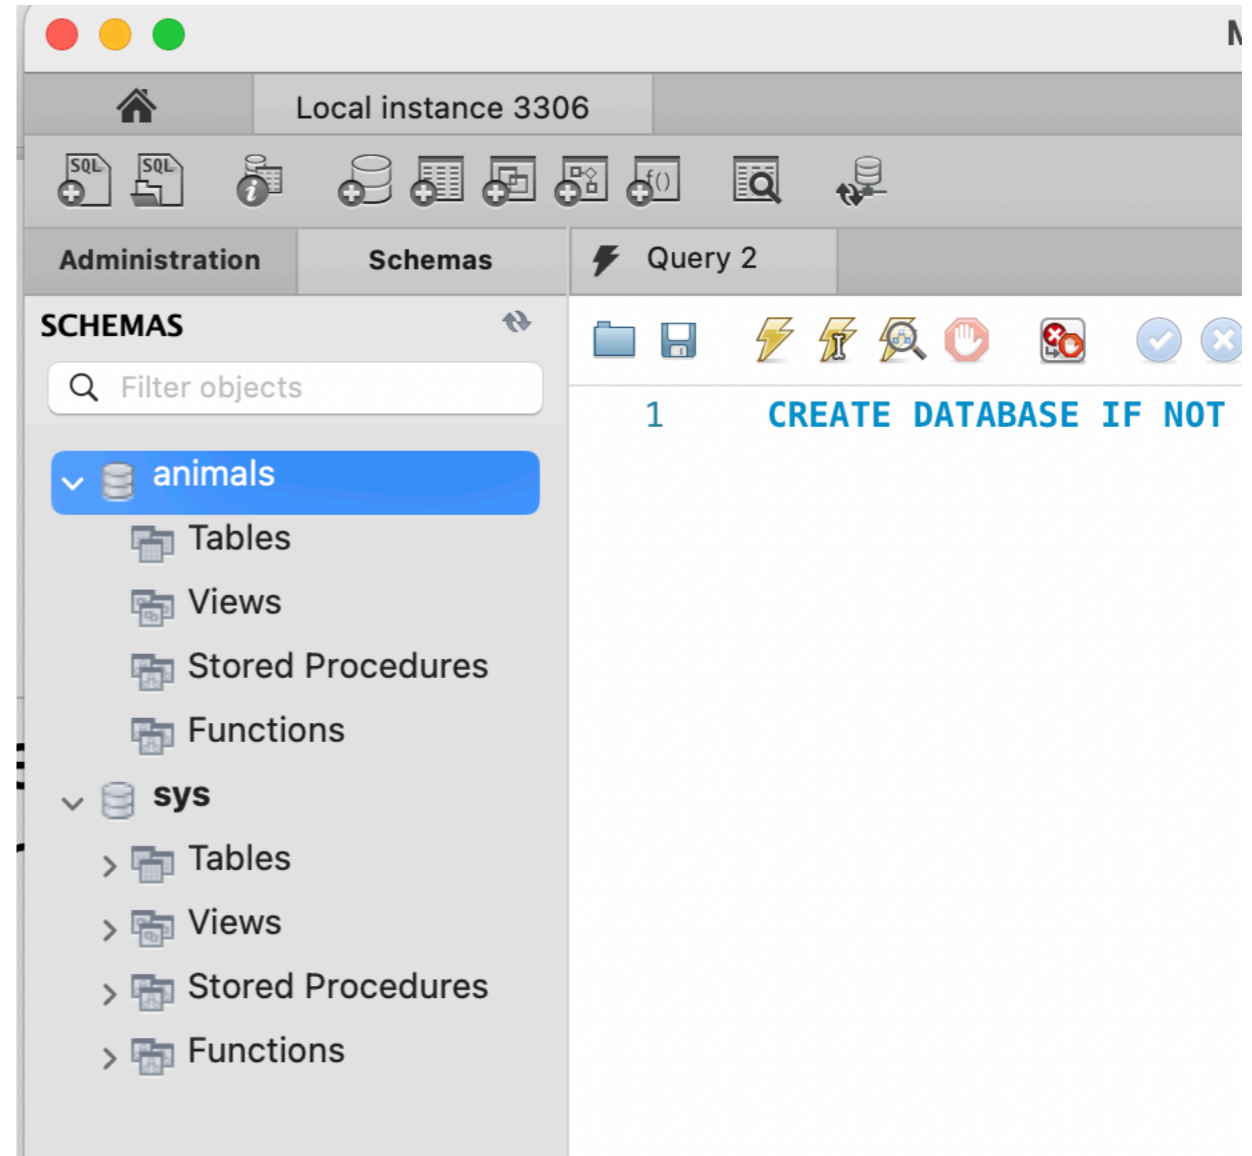 Local instance 3306
SQL SQL f()
Administration Schemas Query 2
SCHEMAS
Filter objects
1 CREATE DATABASE IF NOT
animals
Tables
Views
Stored Procedures
Functions
sys
Tables
Views
Stored Procedures
Functions